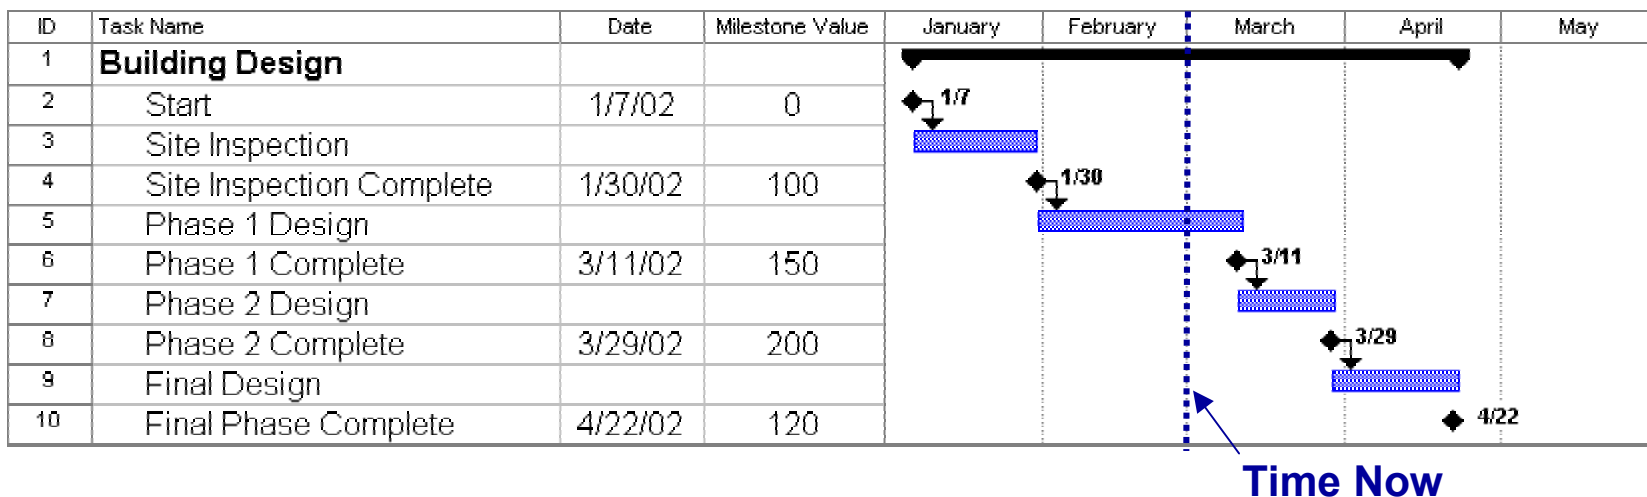 ID Task Name Date Milestone Value January February March April May
1 Building Design
2 Start 1/7/02 0 1/7
3 Site Inspection
4 Site Inspection Complete 1/30/02 100 1/30
5 Phase 1 Design
6 Phase 1 Complete 3/11/02 150 3/11
7 Phase 2 Design
8 Phase 2 Complete 3/29/02 200 3/29
9 Final Design
10 Final Phase Complete 4/22/02 120 4/22
Time Now